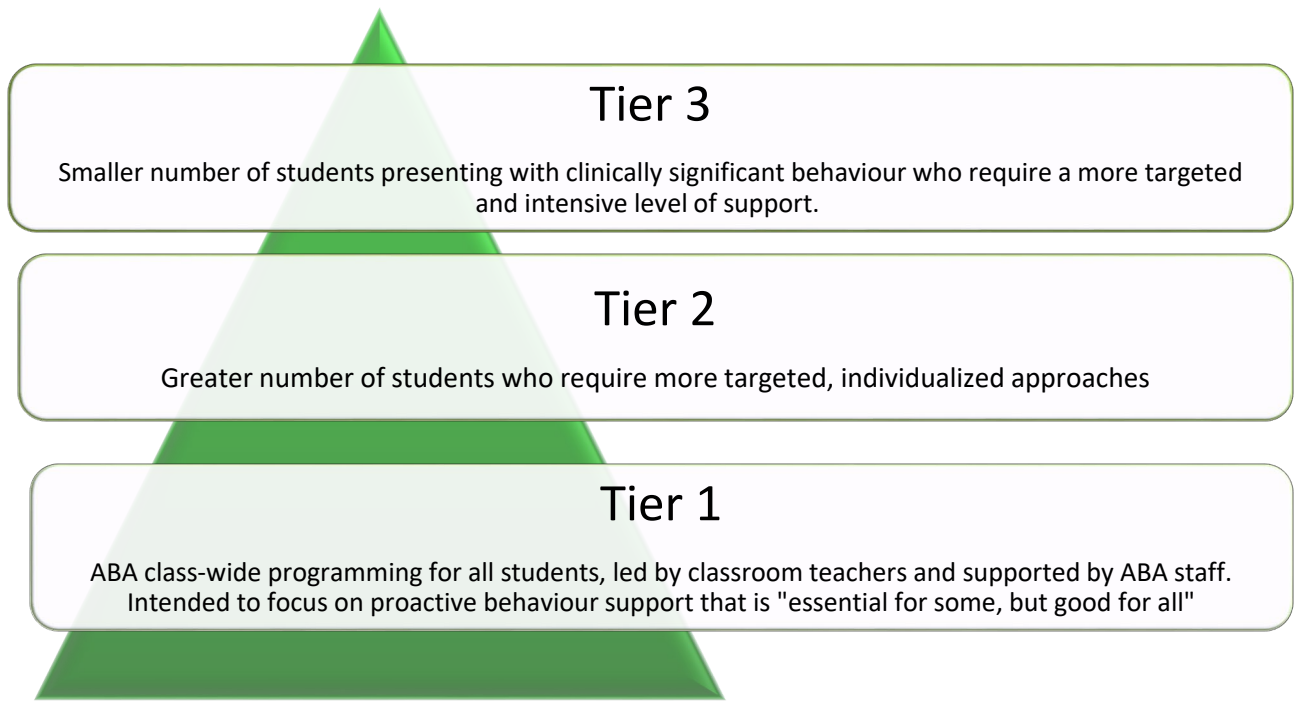 Tier 3
Smaller number of students presenting with clinically significant behaviour who require a more targeted
and intensive level of support.
Tier 2
Greater number of students who require more targeted, individualized approaches
Tier 1
ABA class-wide programming for all students, led by classroom teachers and supported by ABA staff.
Intended to focus on proactive behaviour support that is "essential for some, but good for all"